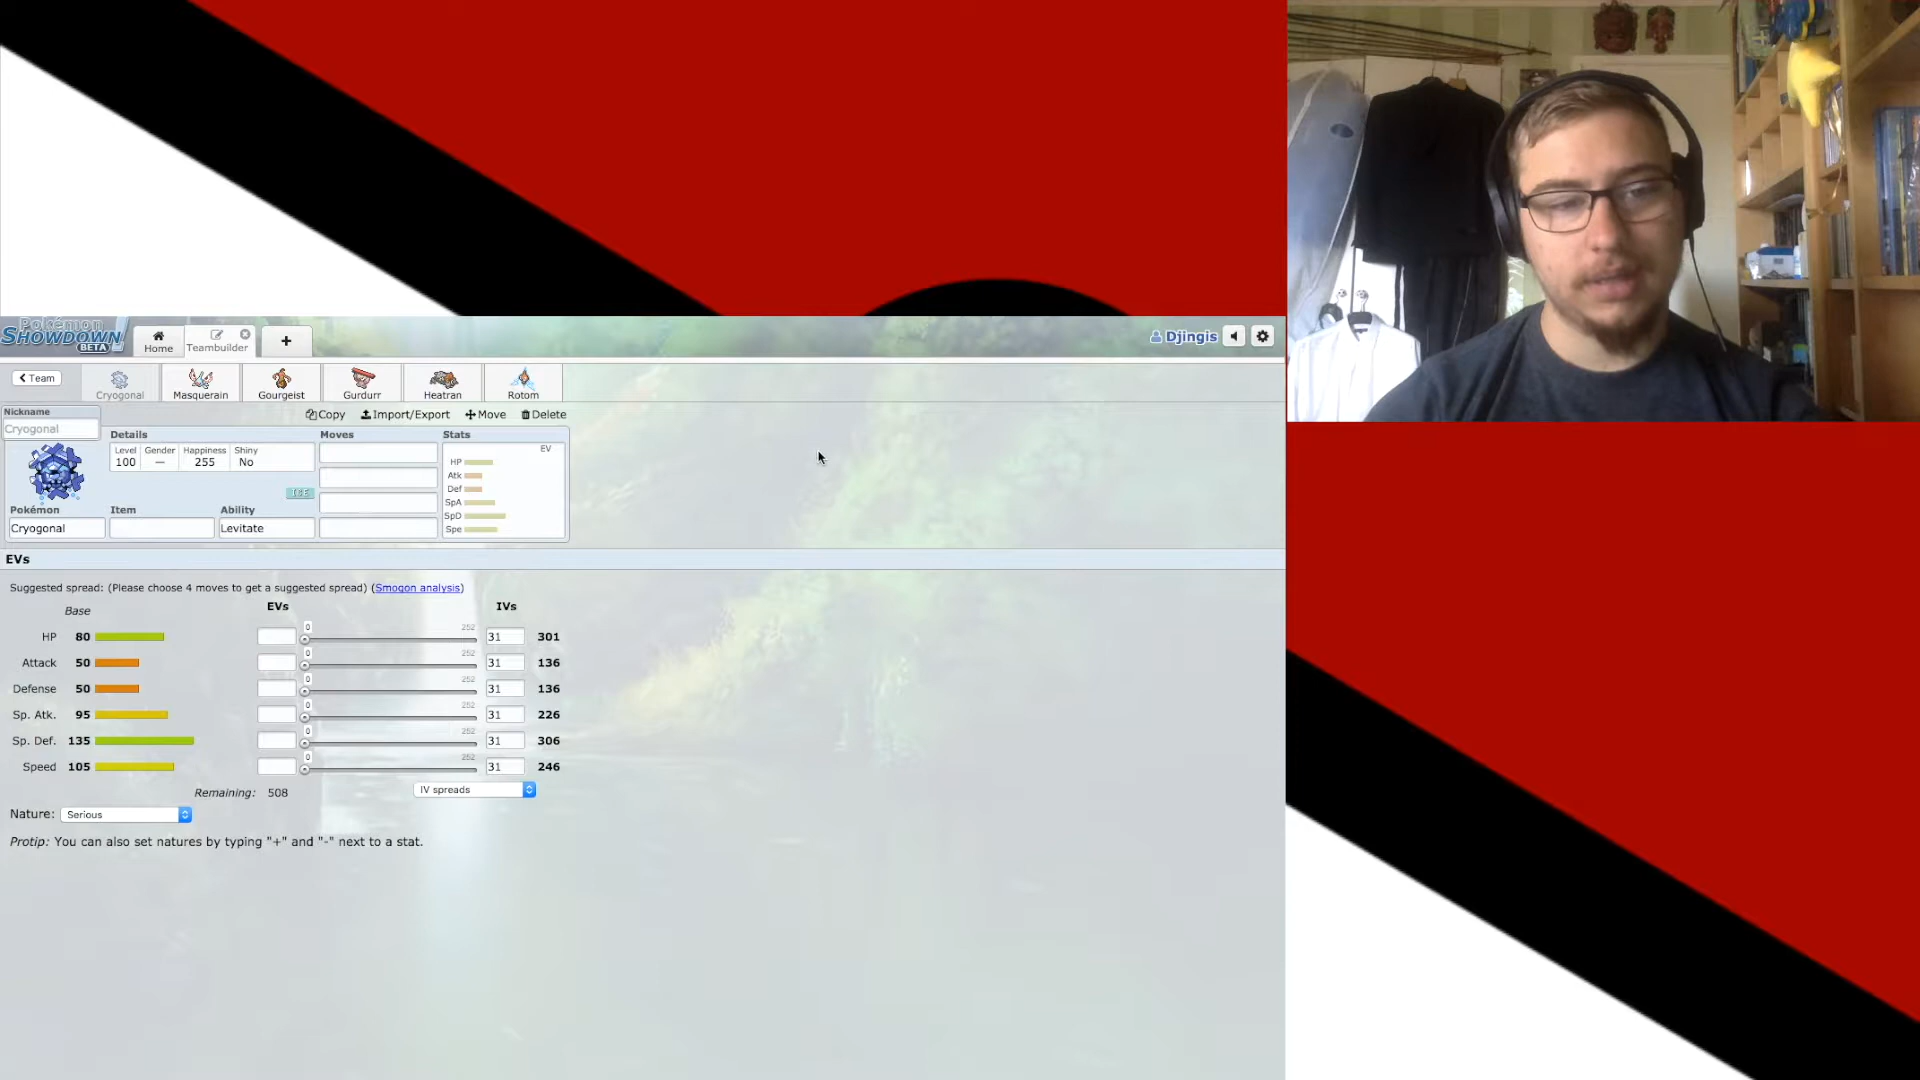 Pokémon
SHOWDOWN!
BETA
Home
Teambuilder
+
Djingis
< Team
Cryogonal
Masquerain
Gourgeist
Gurdurr
Heatran
Rotom
Copy
Import/Export
Move
Delete
Nickname
Cryogonal
Details
Moves
Stats
Level
100
Gender
—
Happiness
255
Shiny
No
EV
HP
Atk
Def
SpA
SpD
Spe
ICE
Pokémon
Cryogonal
Item
Ability
Levitate
EVs
Suggested spread: (Please choose 4 moves to get a suggested spread) (Smogon analysis)
Base EVs IVs
HP 80 0 252 31 301
Attack 50 0 252 31 136
Defense 50 0 252 31 136
Sp. Atk. 95 0 252 31 226
Sp. Def. 135 0 252 31 306
Speed 105 0 252 31 246
Remaining: 508
IV spreads
Nature: Serious
Protip: You can also set natures by typing "+" and "-" next to a stat.